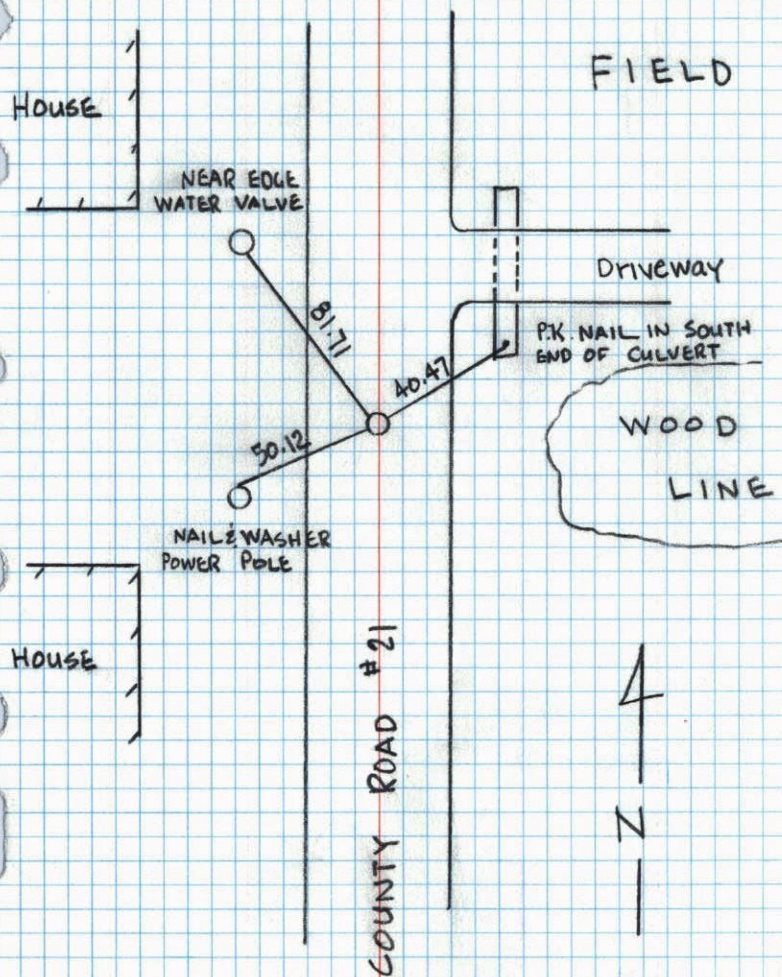 FIELD
HOUSE
NEAR EDGE
WATER VALVE
Driveway
81.71
P.K. NAIL IN SOUTH
END OF CULVERT
40.47
WOOD
LINE
50.12
NAIL & WASHER
POWER POLE
HOUSE
COUNTY ROAD #21
N